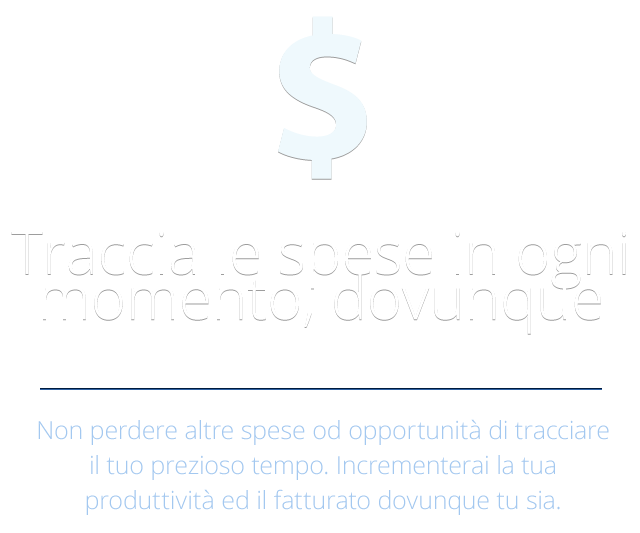 $
Traccia le spese in ogni
momento, dovunque
Non perdere altre spese od opportunità di tracciare
il tuo prezioso tempo. Incrementerai la tua
produttività ed il fatturato dovunque tu sia.